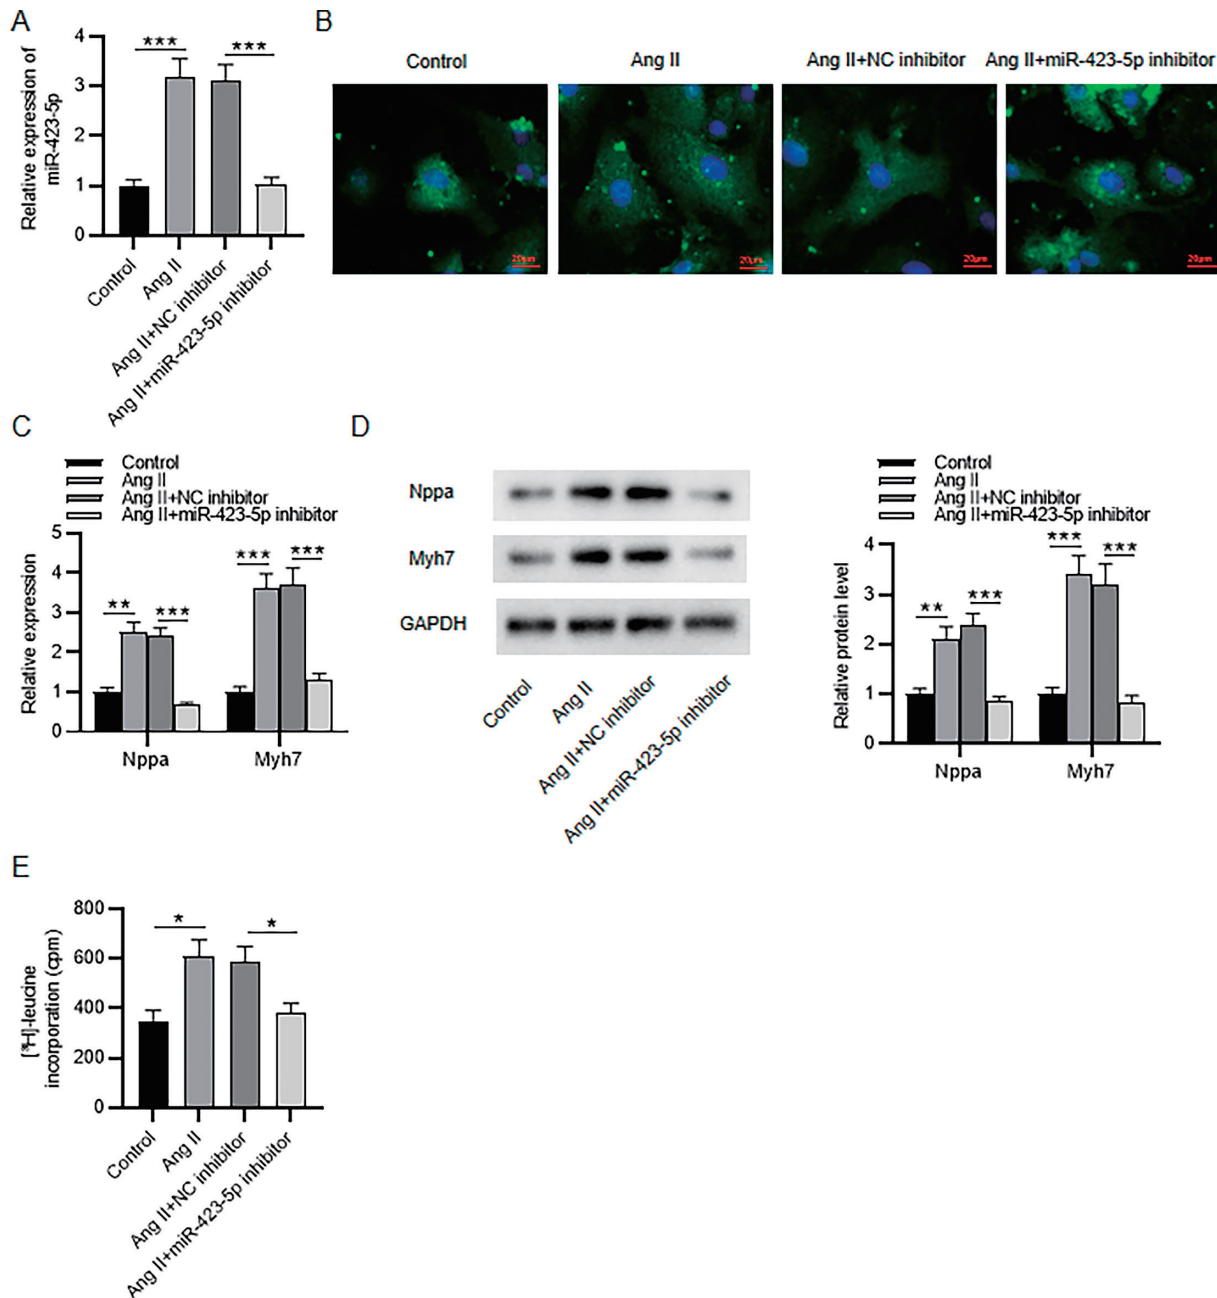 A
Relative expression of
miR-423-5p
4
3
2
1
0
***
***
Control
Ang II
Ang II+NC inhibitor
Ang II+miR-423-5p inhibitor
B
Control
Ang II
Ang II+NC inhibitor
Ang II+miR-423-5p inhibitor
20μm
20μm
20μm
20μm
C
Control
Ang II
Ang II+NC inhibitor
Ang II+miR-423-5p inhibitor
Relative expression
5
4
3
2
1
0
**
***
***
***
Nppa
Myh7
D
Nppa
Myh7
GAPDH
Control
Ang II
Ang II+NC inhibitor
Ang II+miR-423-5p inhibitor
Control
Ang II
Ang II+NC inhibitor
Ang II+miR-423-5p inhibitor
Relative protein level
4
3
2
1
0
**
***
***
***
Nppa
Myh7
E
[³H]-leucine
incorporation (cpm)
800
600
400
200
0
*
*
Control
Ang II
Ang II+NC inhibitor
Ang II+miR-423-5p inhibitor